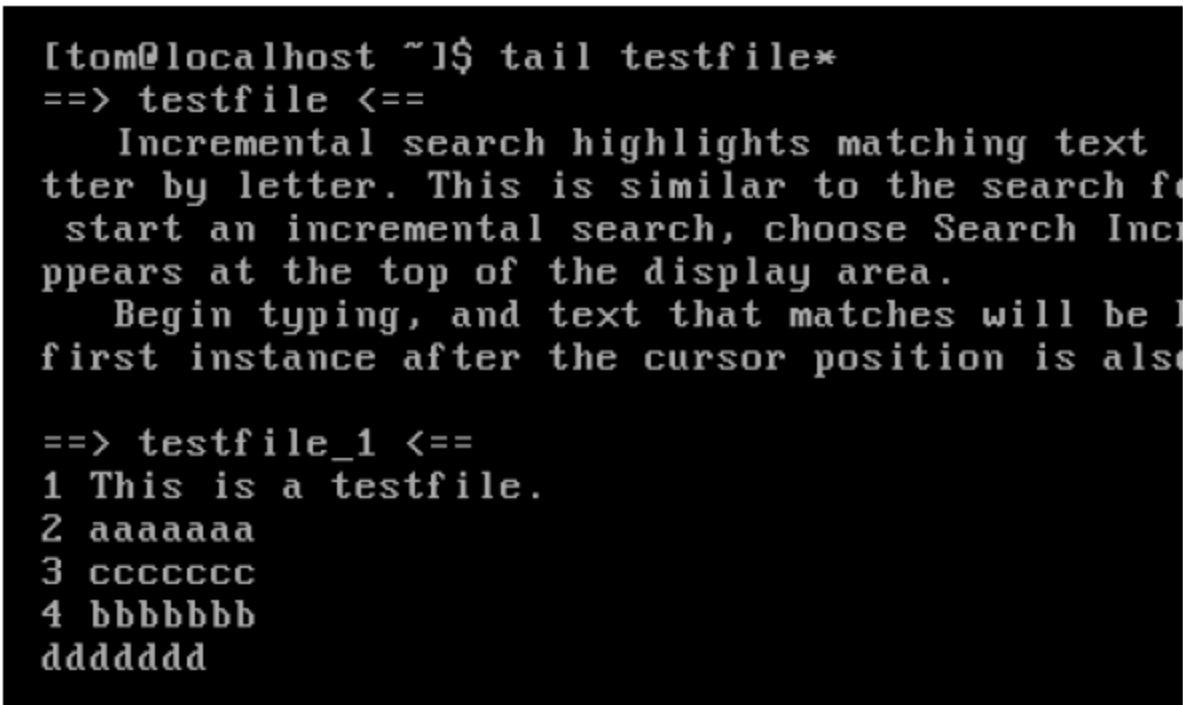 [tom@localhost ~]$ tail testfile*
==> testfile <==
Incremental search highlights matching text
tter by letter. This is similar to the search
start an incremental search, choose Search
ppears at the top of the display area.
Begin typing, and text that matches will be
first instance after the cursor position is

==> testfile_1 <==
1 This is a testfile.
2 aaaaaaa
3 ccccccc
4 bbbbbbb
ddddddd